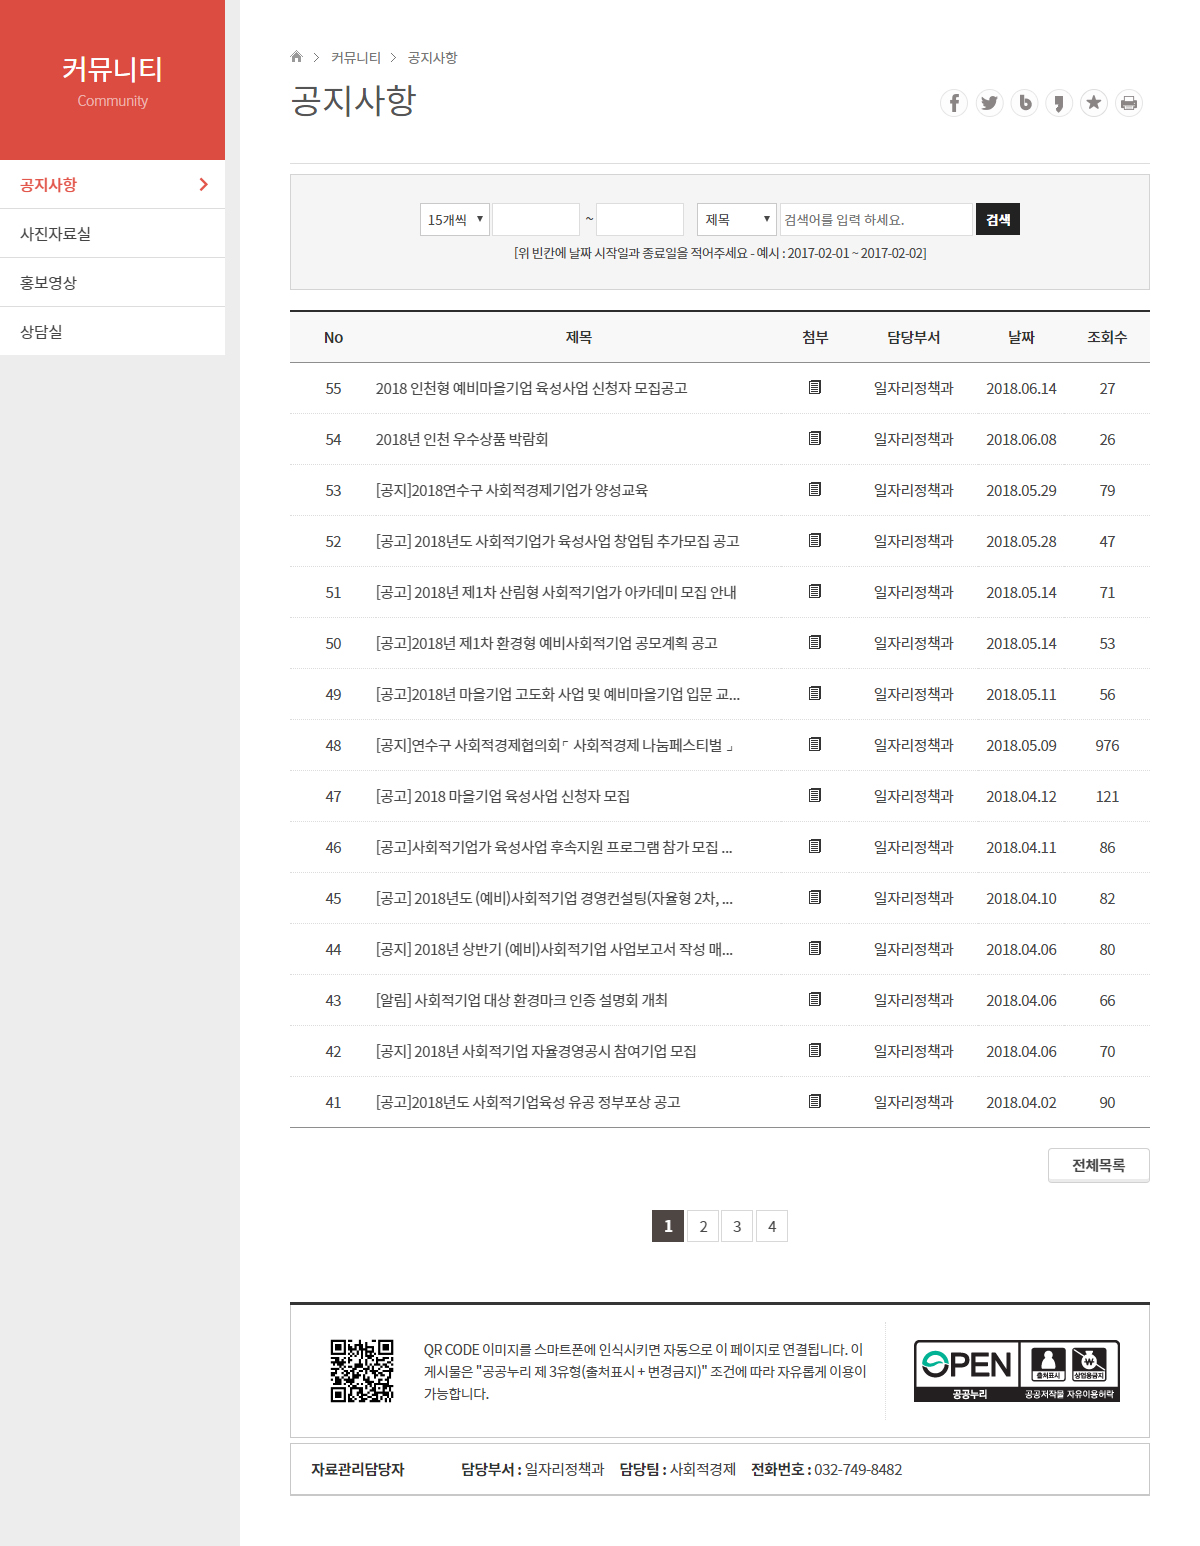 커뮤니티
Community
공지사항
사진자료실
홍보영상
상담실
커뮤니티 공지사항
공지사항
15개씩 ~ 제목 검색어를 입력 하세요. 검색
[위 빈칸에 날짜 시작일과 종료일을 적어주세요 - 예시 : 2017-02-01 ~ 2017-02-02]
No 제목 첨부 담당부서 날짜 조회수
55 2018 인천형 예비마을기업 육성사업 신청자 모집공고 일자리정책과 2018.06.14 27
54 2018년 인천 우수상품 박람회 일자리정책과 2018.06.08 26
53 [공지]2018연수구 사회적경제기업가 양성교육 일자리정책과 2018.05.29 79
52 [공고] 2018년도 사회적기업가 육성사업 창업팀 추가모집 공고 일자리정책과 2018.05.28 47
51 [공고] 2018년 제1차 산림형 사회적기업가 아카데미 모집 안내 일자리정책과 2018.05.14 71
50 [공고]2018년 제1차 환경형 예비사회적기업 공모계획 공고 일자리정책과 2018.05.14 53
49 [공고]2018년 마을기업 고도화 사업 및 예비마을기업 입문 교... 일자리정책과 2018.05.11 56
48 [공지]연수구 사회적경제협의회「 사회적경제 나눔페스티벌 」 일자리정책과 2018.05.09 976
47 [공고] 2018 마을기업 육성사업 신청자 모집 일자리정책과 2018.04.12 121
46 [공고]사회적기업가 육성사업 후속지원 프로그램 참가 모집 ... 일자리정책과 2018.04.11 86
45 [공고] 2018년도 (예비)사회적기업 경영컨설팅(자율형 2차, ... 일자리정책과 2018.04.10 82
44 [공지] 2018년 상반기 (예비)사회적기업 사업보고서 작성 매... 일자리정책과 2018.04.06 80
43 [알림] 사회적기업 대상 환경마크 인증 설명회 개최 일자리정책과 2018.04.06 66
42 [공지] 2018년 사회적기업 자율경영공시 참여기업 모집 일자리정책과 2018.04.06 70
41 [공고]2018년도 사회적기업육성 유공 정부포상 공고 일자리정책과 2018.04.02 90
전체목록
1 2 3 4
QR CODE 이미지를 스마트폰에 인식시키면 자동으로 이 페이지로 연결됩니다. 이
게시물은 "공공누리 제 3유형(출처표시 + 변경금지)" 조건에 따라 자유롭게 이용이
가능합니다.
OPEN 출처표시 상업용금지
공공누리 공공저작물 자유이용허락
자료관리담당자 담당부서 : 일자리정책과 담당팀 : 사회적경제 전화번호 : 032-749-8482